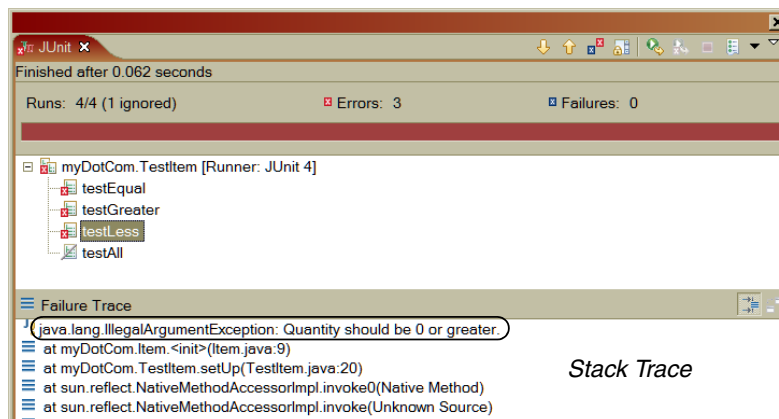 JUnit
Finished after 0.062 seconds
Runs: 4/4 (1 ignored) Errors: 3 Failures: 0
myDotCom.TestItem [Runner: JUnit 4]
testEqual
testGreater
testLess
testAll
Failure Trace
java.lang.IllegalArgumentException: Quantity should be 0 or greater.
at myDotCom.Item.<init>(Item.java:9)
at myDotCom.TestItem.setUp(TestItem.java:20)
Stack Trace
at sun.reflect.NativeMethodAccessorImpl.invoke0(Native Method)
at sun.reflect.NativeMethodAccessorImpl.invoke(Unknown Source)